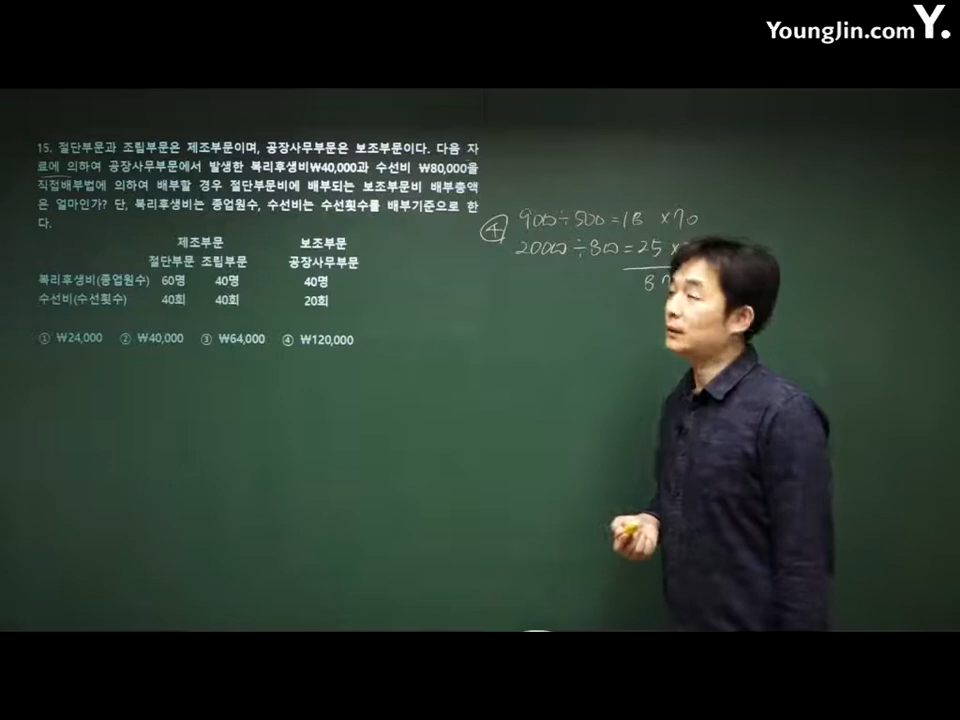 YoungJin.com Y.
15. 절단부문과 조립부문은 제조부문이며, 공장사무부문은 보조부문이다. 다음 자
료에 의하여 공장사무부문에서 발생한 복리후생비₩40,000과 수선비 ₩80,000을
직접배부법에 의하여 배부할 경우 절단부문비에 배부되는 보조부문비 배부총액
은 얼마인가? 단, 복리후생비는 종업원수, 수선비는 수선횟수를 배부기준으로 한
다.
제조부문 보조부문
절단부문 조립부문 공장사무부문
복리후생비(종업원수) 60명 40명 40명
수선비(수선횟수) 40회 40회 20회
① ₩24,000 ② ₩40,000 ③ ₩64,000 ④ ₩120,000
④ 900÷500=18 ×70
÷80 =25 ×